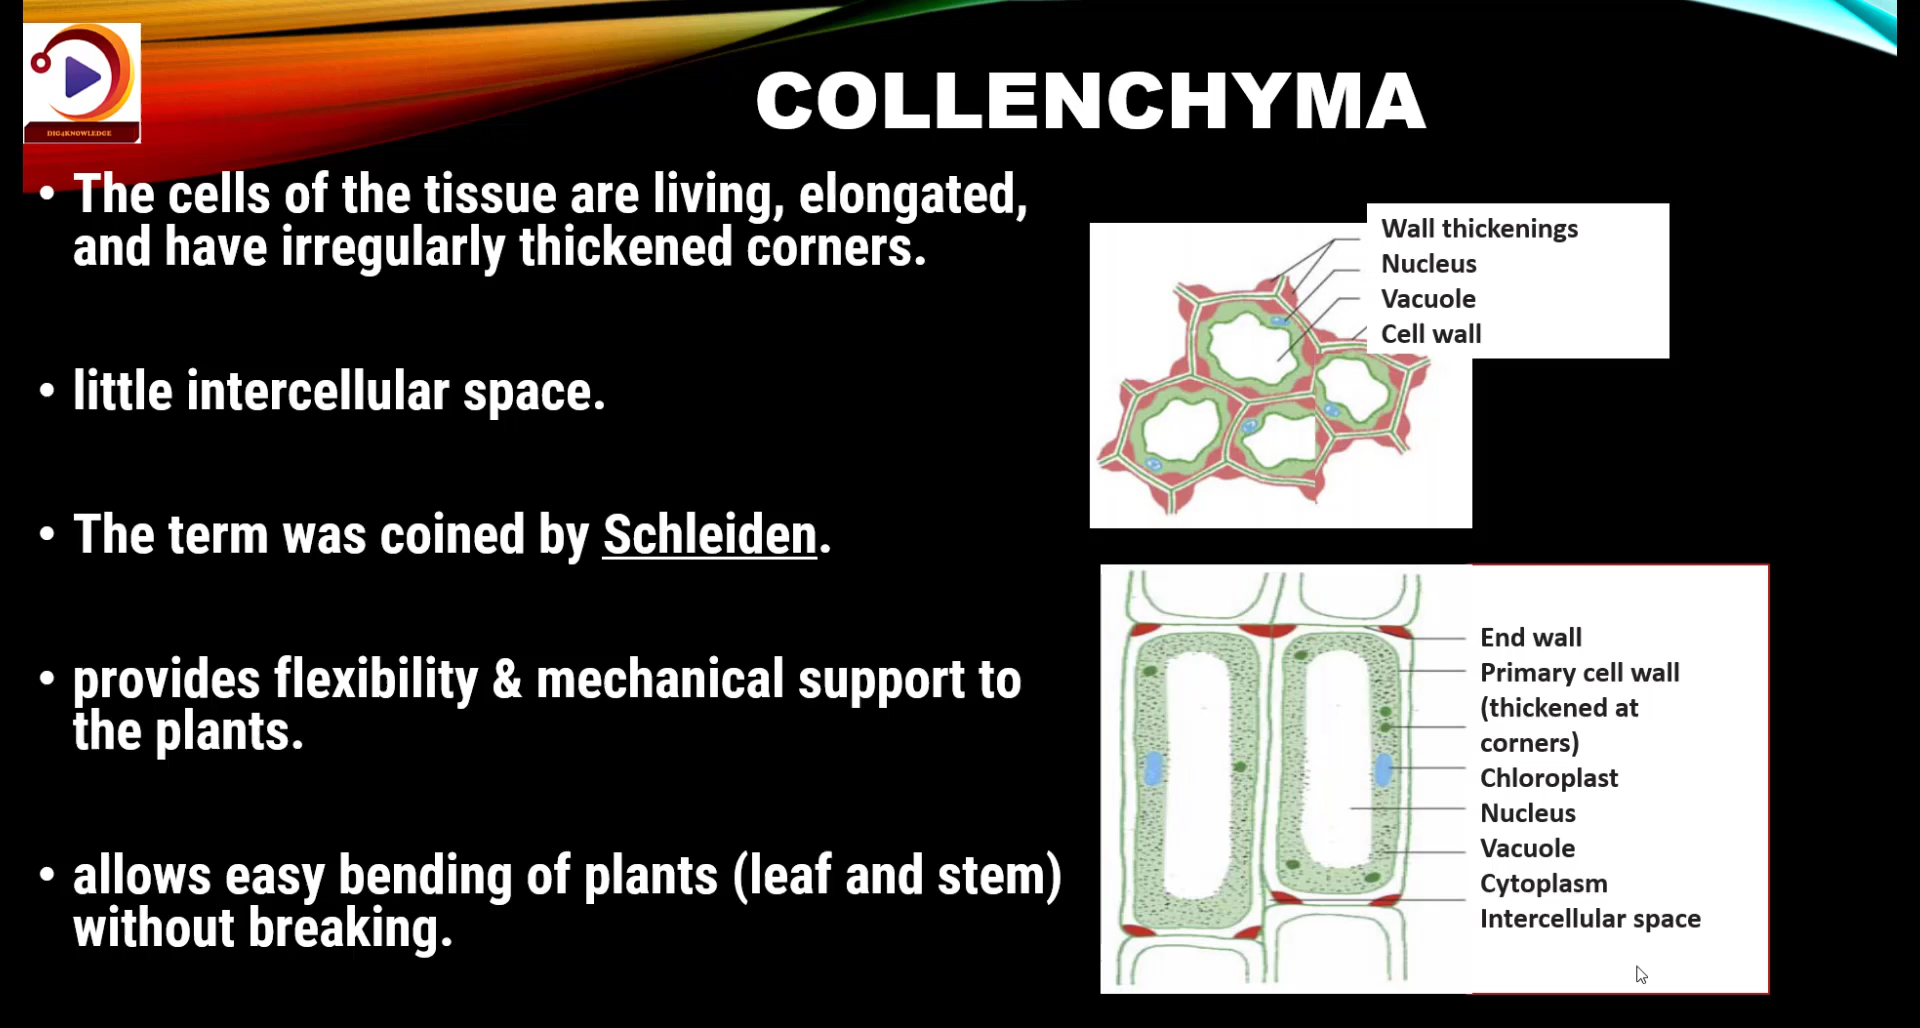 DIG4KNOWLEDGE
COLLENCHYMA
• The cells of the tissue are living, elongated,
and have irregularly thickened corners.
• little intercellular space.
• The term was coined by Schleiden.
• provides flexibility & mechanical support to
the plants.
• allows easy bending of plants (leaf and stem)
without breaking.
Wall thickenings
Nucleus
Vacuole
Cell wall
End wall
Primary cell wall
(thickened at
corners)
Chloroplast
Nucleus
Vacuole
Cytoplasm
Intercellular space